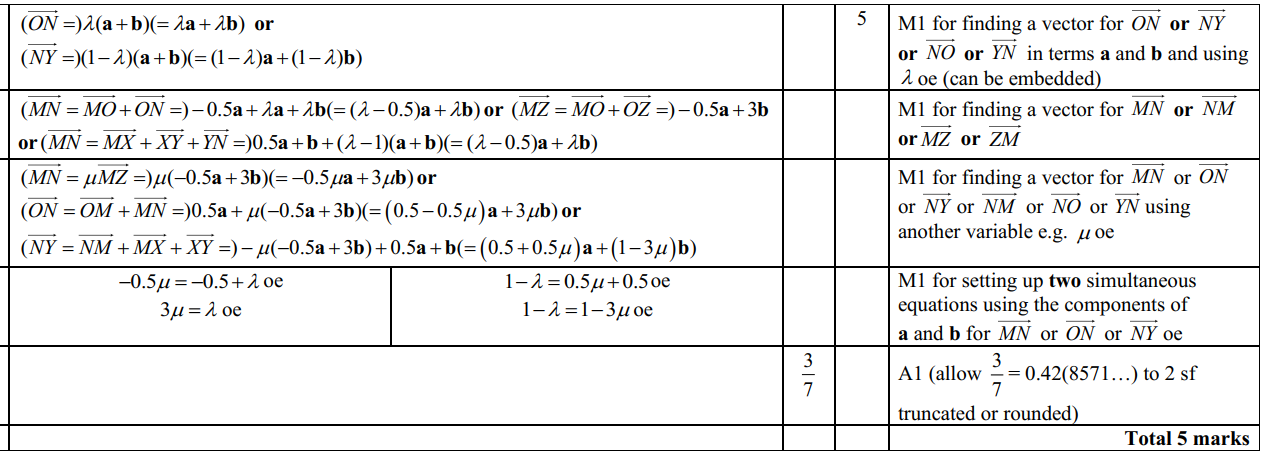 (ON⃗ =)λ(a+b)(= λa+λb) or
(NY⃗ =)(1−λ)(a+b)(= (1−λ)a+(1−λ)b)
5
M1 for finding a vector for ON⃗ or NY⃗
or NO⃗ or YN⃗ in terms a and b and using
λ oe (can be embedded)
(MN⃗ = MO⃗ + ON⃗ =)−0.5a+λa+λb(= (λ−0.5)a+λb) or (MZ⃗ = MO⃗ + OZ⃗ =)−0.5a+3b
or (MN⃗ = MX⃗ + XY⃗ + YN⃗ =)0.5a+b+(λ−1)(a+b)(= (λ−0.5)a+λb)
M1 for finding a vector for MN⃗ or NM⃗
or MZ⃗ or ZM⃗
(MN⃗ = μMZ⃗ =)μ(−0.5a+3b)(= −0.5μa+3μb) or
(ON⃗ = OM⃗ + MN⃗ =)0.5a+μ(−0.5a+3b)(= (0.5−0.5μ)a+3μb) or
(NY⃗ = NM⃗ + MX⃗ + XY⃗ =)−μ(−0.5a+3b)+0.5a+b(= (0.5+0.5μ)a+(1−3μ)b)
M1 for finding a vector for MN⃗ or ON⃗
or NY⃗ or NM⃗ or NO⃗ or YN⃗ using
another variable e.g. μ oe
−0.5μ = −0.5+λ oe
3μ = λ oe
1−λ = 0.5μ+0.5 oe
1−λ = 1−3μ oe
M1 for setting up two simultaneous
equations using the components of
a and b for MN⃗ or ON⃗ or NY⃗ oe
3/7
A1 (allow 3/7 = 0.42(8571…) to 2 sf
truncated or rounded)
Total 5 marks